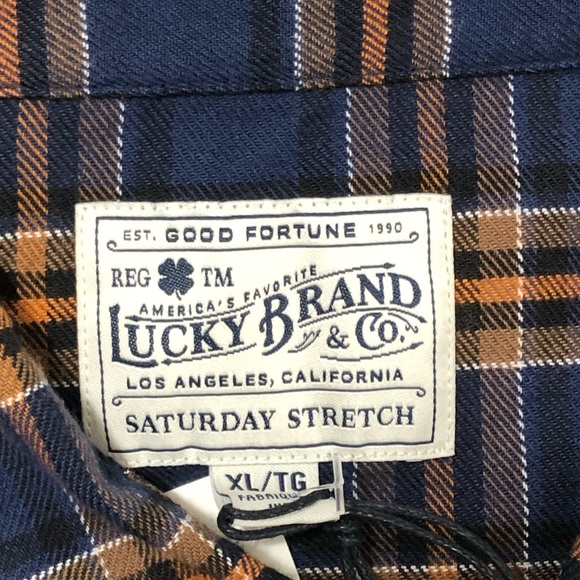 EST. GOOD FORTUNE 1990
REG TM
AMERICA'S FAVORITE
LUCKY BRAND
& CO.
LOS ANGELES, CALIFORNIA
SATURDAY STRETCH
XL/TG